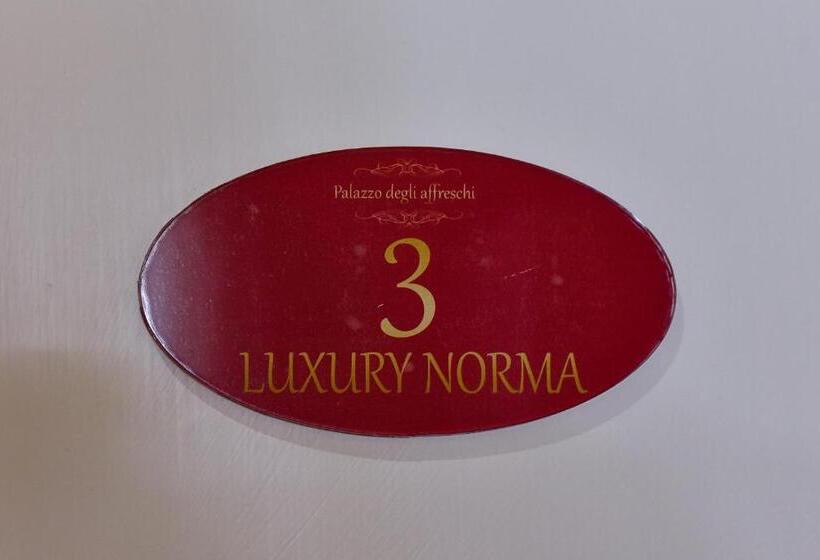 Palazzo degli affreschi
3
LUXURY NORMA